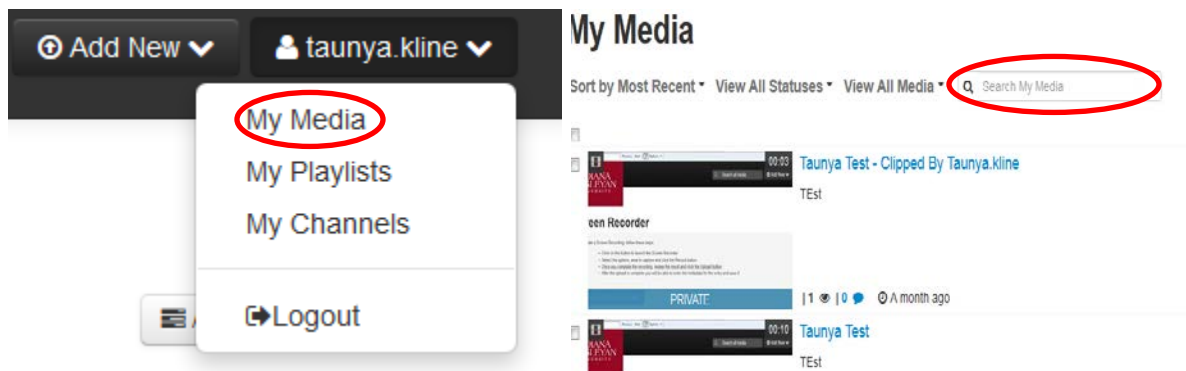 Add New
taunya.kline
My Media
My Playlists
My Channels
Logout
My Media
Sort by Most Recent
View All Statuses
View All Media
Search My Media
00:03
Taunya Test - Clipped By Taunya.kline
TEst
een Recorder
PRIVATE
|1 |0 A month ago
00:10
Taunya Test
TEst